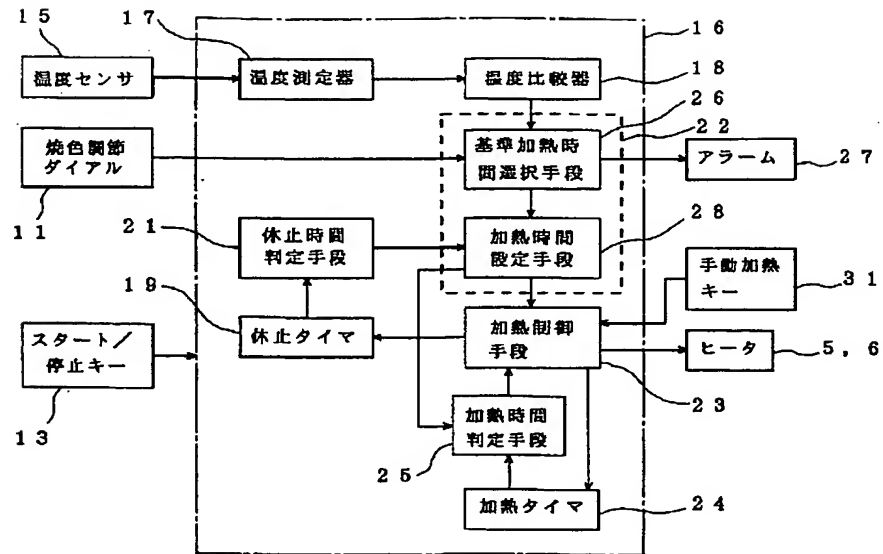 15
17
16
温度センサ
温度測定器
温度比較器
18
26
22
焼色調節
ダイアル
基準加熱時
間選択手段
アラーム
27
11
21
休止時間
判定手段
加熱時間
設定手段
28
手動加熱
キー
31
19
スタート/
停止キー
休止タイマ
加熱制御
手段
ヒータ
5, 6
13
23
加熱時間
判定手段
25
加熱タイマ
24